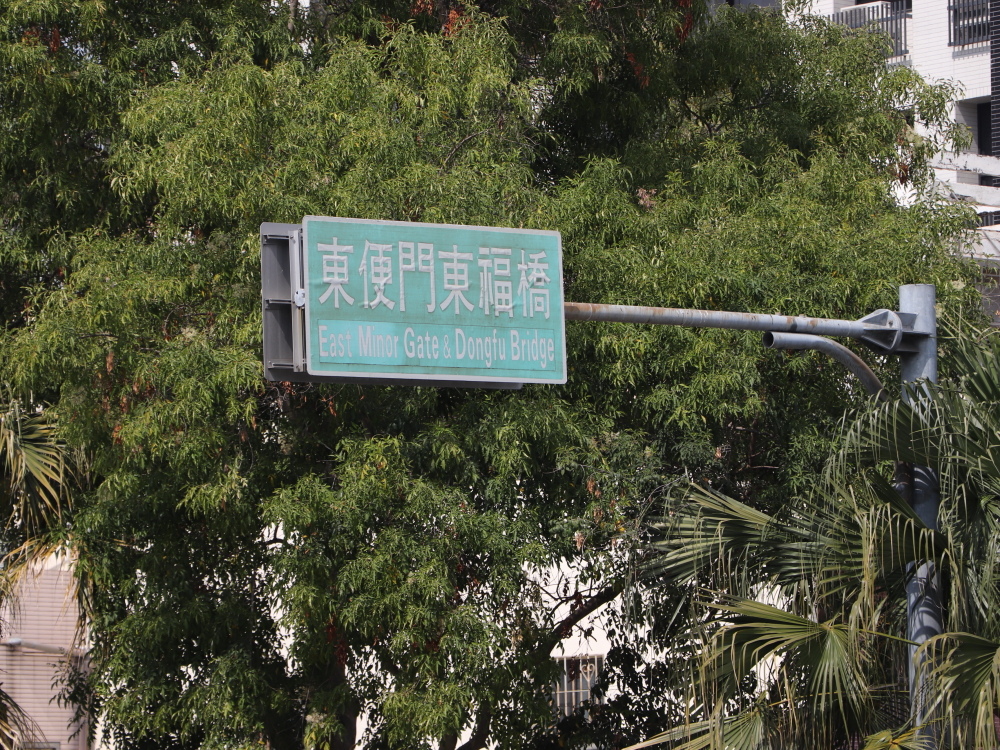 東便門東福橋
East Minor Gate & Dongfu Bridge